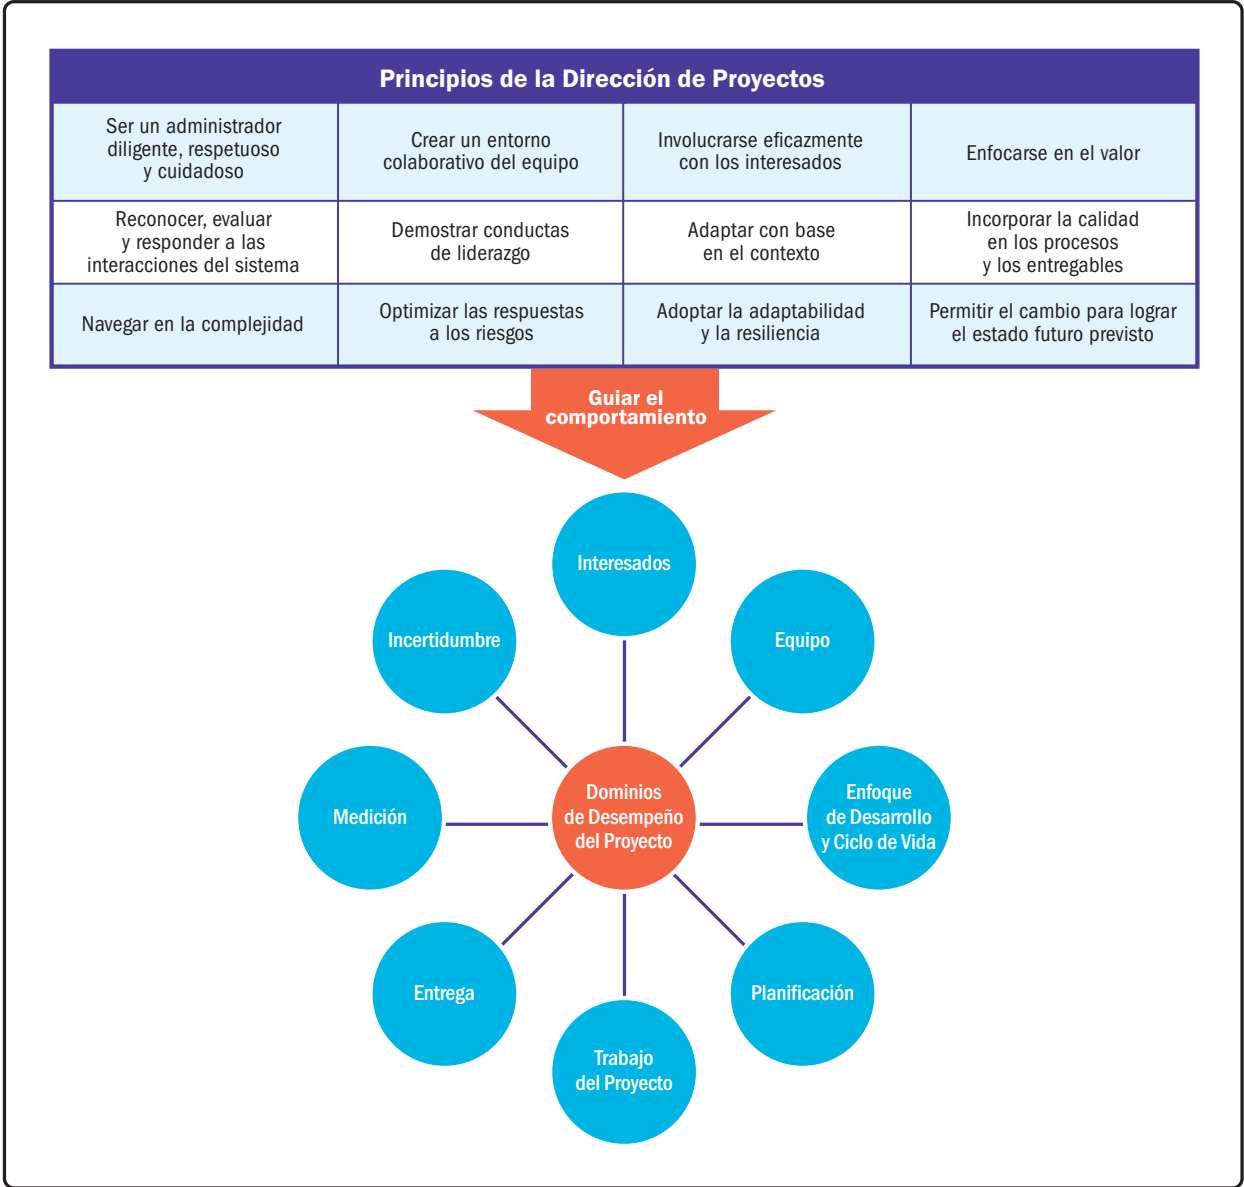 Principios de la Dirección de Proyectos
Ser un administrador
diligente, respetuoso
y cuidadoso
Crear un entorno
colaborativo del equipo
Involucrarse eficazmente
con los interesados
Enfocarse en el valor
Reconocer, evaluar
y responder a las
interacciones del sistema
Demostrar conductas
de liderazgo
Adaptar con base
en el contexto
Incorporar la calidad
en los procesos
y los entregables
Navegar en la complejidad
Optimizar las respuestas
a los riesgos
Adoptar la adaptabilidad
y la resiliencia
Permitir el cambio para lograr
el estado futuro previsto
Guiar el
comportamiento
Interesados
Incertidumbre
Equipo
Medición
Dominios
de Desempeño
del Proyecto
Enfoque
de Desarrollo
y Ciclo de Vida
Entrega
Planificación
Trabajo
del Proyecto